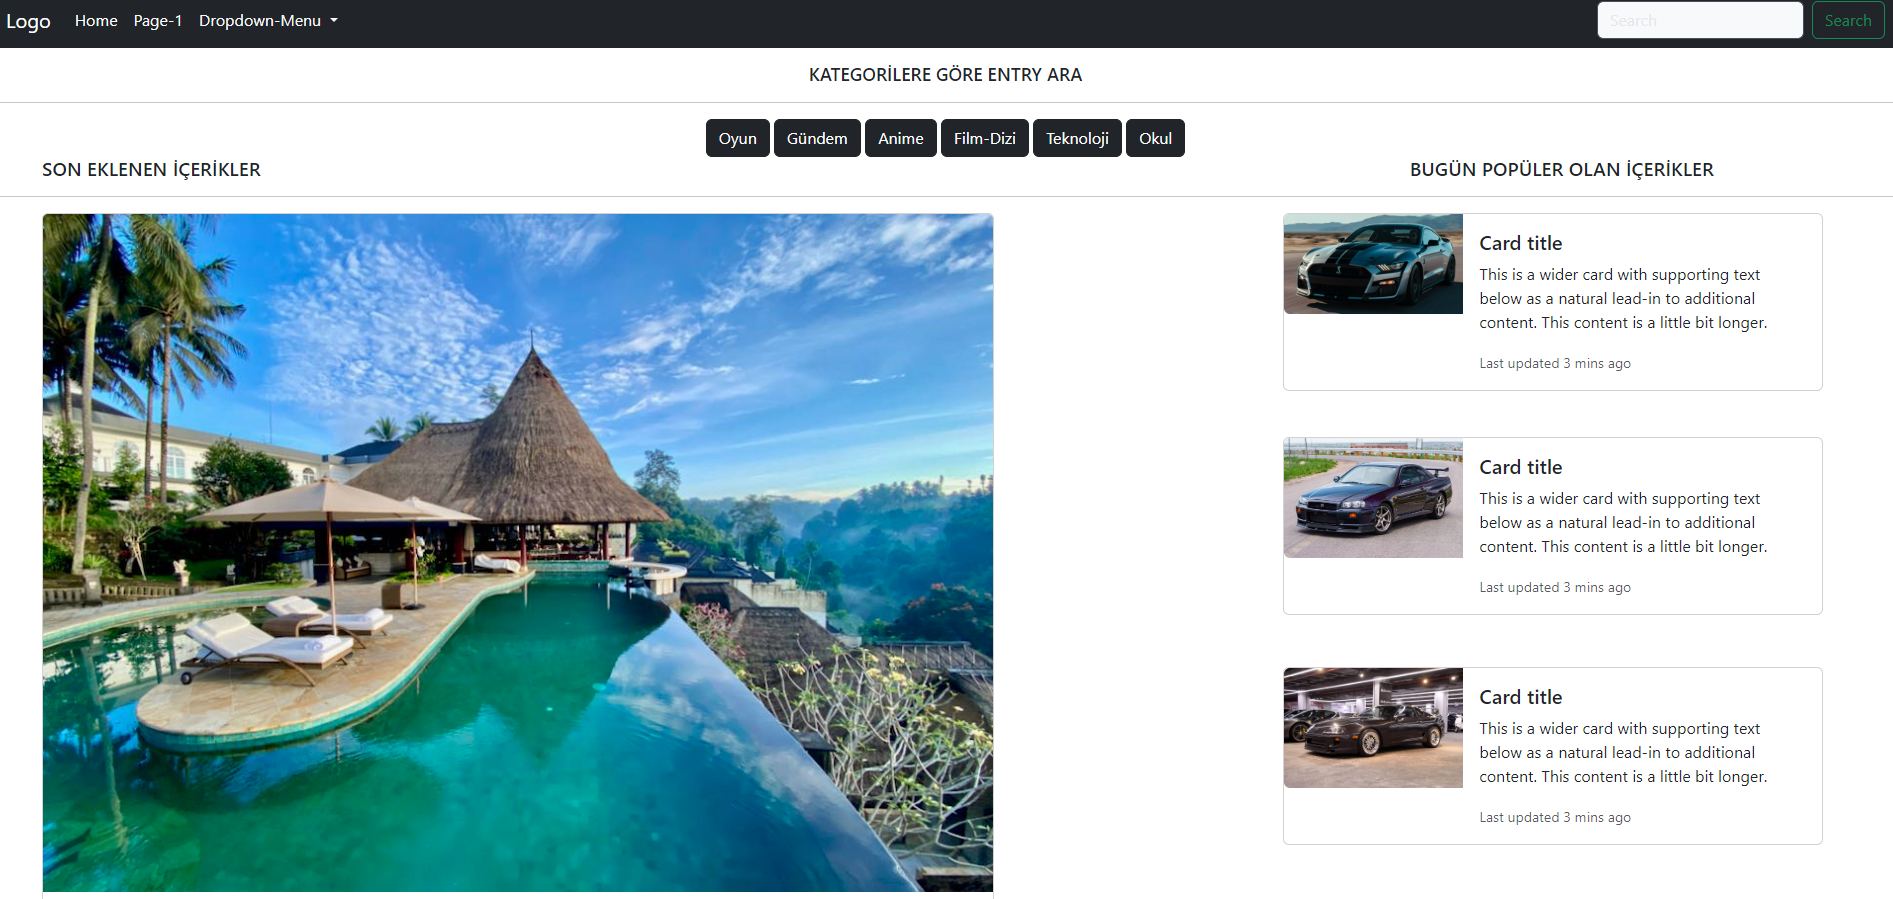 Logo Home Page-1 Dropdown-Menu Search Search
KATEGORİLERE GÖRE ENTRY ARA
Oyun Gündem Anime Film-Dizi Teknoloji Okul
SON EKLENEN İÇERİKLER
BUGÜN POPÜLER OLAN İÇERİKLER
Card title
This is a wider card with supporting text
below as a natural lead-in to additional
content. This content is a little bit longer.
Last updated 3 mins ago
Card title
This is a wider card with supporting text
below as a natural lead-in to additional
content. This content is a little bit longer.
Last updated 3 mins ago
Card title
This is a wider card with supporting text
below as a natural lead-in to additional
content. This content is a little bit longer.
Last updated 3 mins ago